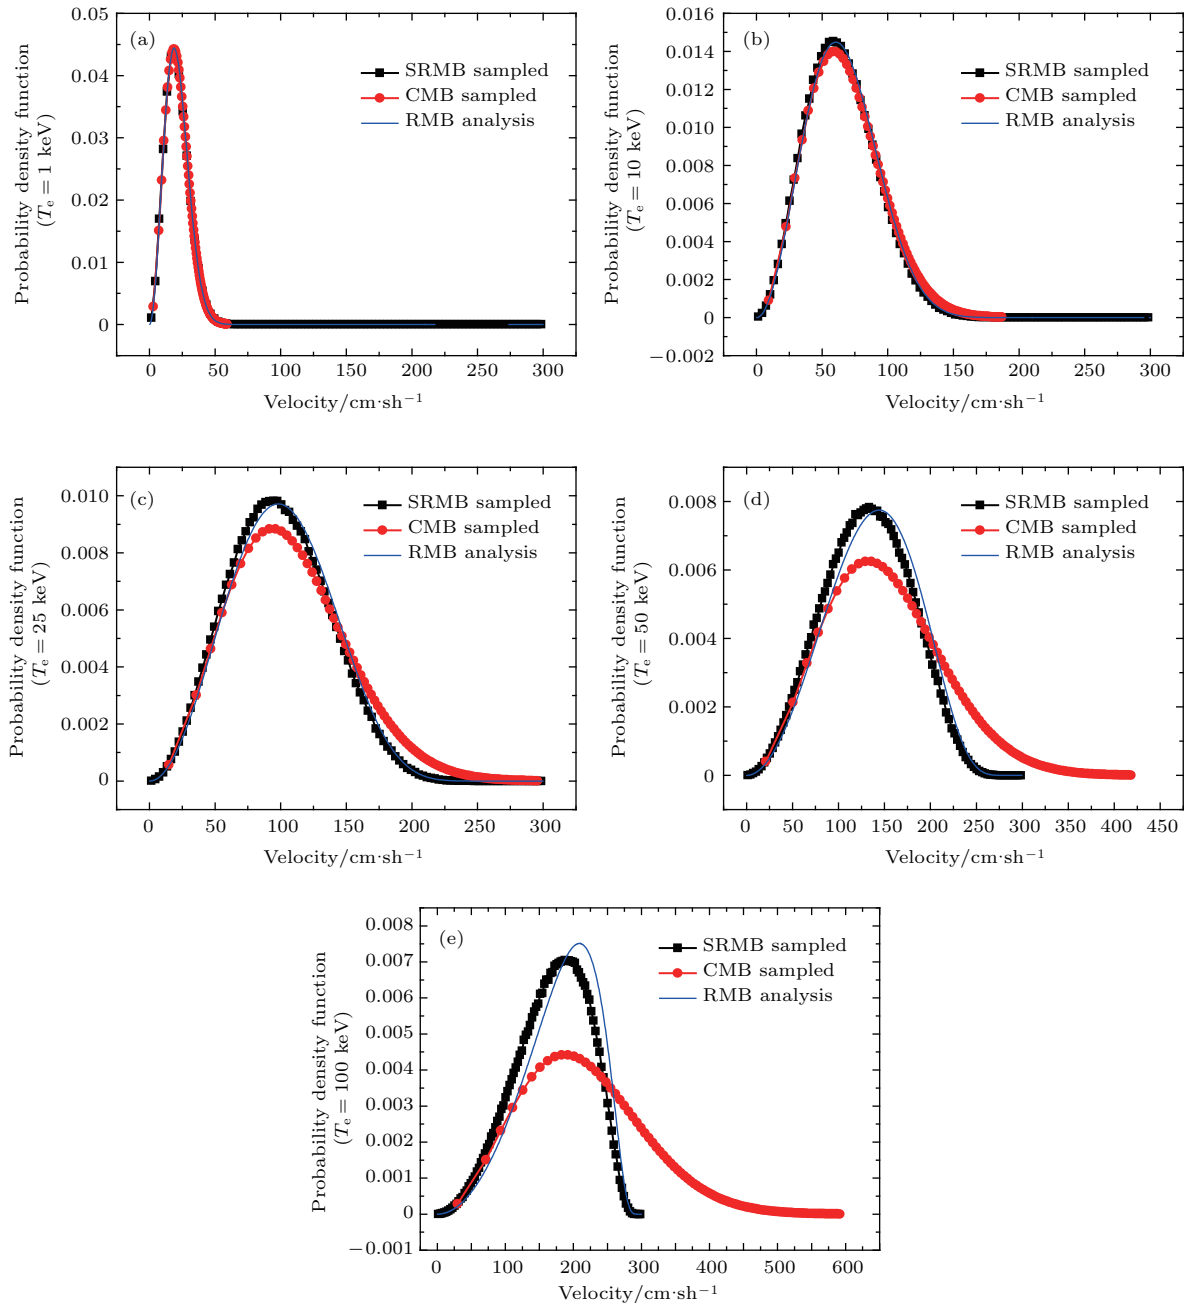 (a)
Probability density function
(Te = 1 keV)
0.05
0.04
0.03
0.02
0.01
0
SRMB sampled
CMB sampled
RMB analysis
0 50 100 150 200 250 300
Velocity/cm·sh⁻¹
(b)
Probability density function
(Te = 10 keV)
0.016
0.014
0.012
0.010
0.008
0.006
0.004
0.002
0
−0.002
SRMB sampled
CMB sampled
RMB analysis
0 50 100 150 200 250 300
Velocity/cm·sh⁻¹
(c)
Probability density function
(Te = 25 keV)
0.010
0.008
0.006
0.004
0.002
0
SRMB sampled
CMB sampled
RMB analysis
0 50 100 150 200 250 300
Velocity/cm·sh⁻¹
(d)
Probability density function
(Te = 50 keV)
0.008
0.006
0.004
0.002
0
SRMB sampled
CMB sampled
RMB analysis
0 50 100 150 200 250 300 350 400 450
Velocity/cm·sh⁻¹
(e)
Probability density function
(Te = 100 keV)
0.008
0.007
0.006
0.005
0.004
0.003
0.002
0.001
0
−0.001
SRMB sampled
CMB sampled
RMB analysis
0 100 200 300 400 500 600
Velocity/cm·sh⁻¹